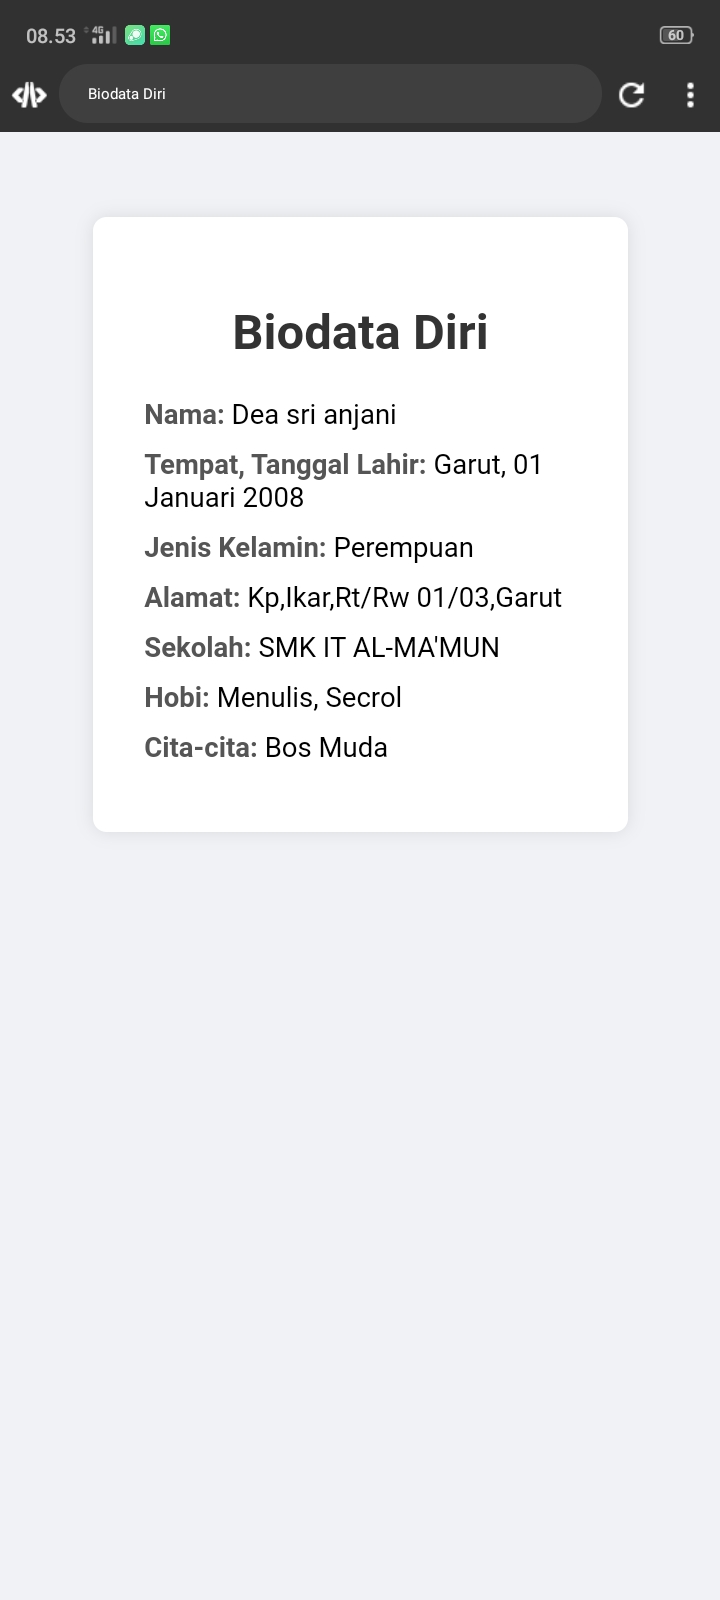 08.53 4G 60
Biodata Diri
Biodata Diri
Nama: Dea sri anjani
Tempat, Tanggal Lahir: Garut, 01
Januari 2008
Jenis Kelamin: Perempuan
Alamat: Kp,Ikar,Rt/Rw 01/03,Garut
Sekolah: SMK IT AL-MA'MUN
Hobi: Menulis, Secrol
Cita-cita: Bos Muda